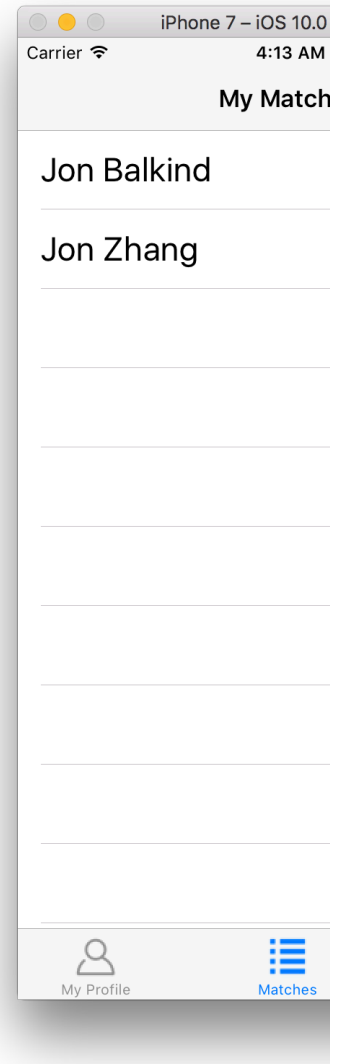 iPhone 7 – iOS 10.0
Carrier 4:13 AM
My Match
Jon Balkind
Jon Zhang
My Profile Matches